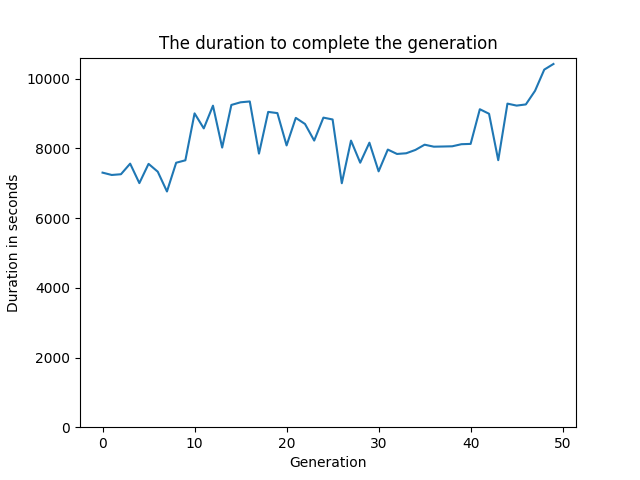 The duration to complete the generation
10000
8000
6000
4000
2000
0
Duration in seconds
0 10 20 30 40 50
Generation